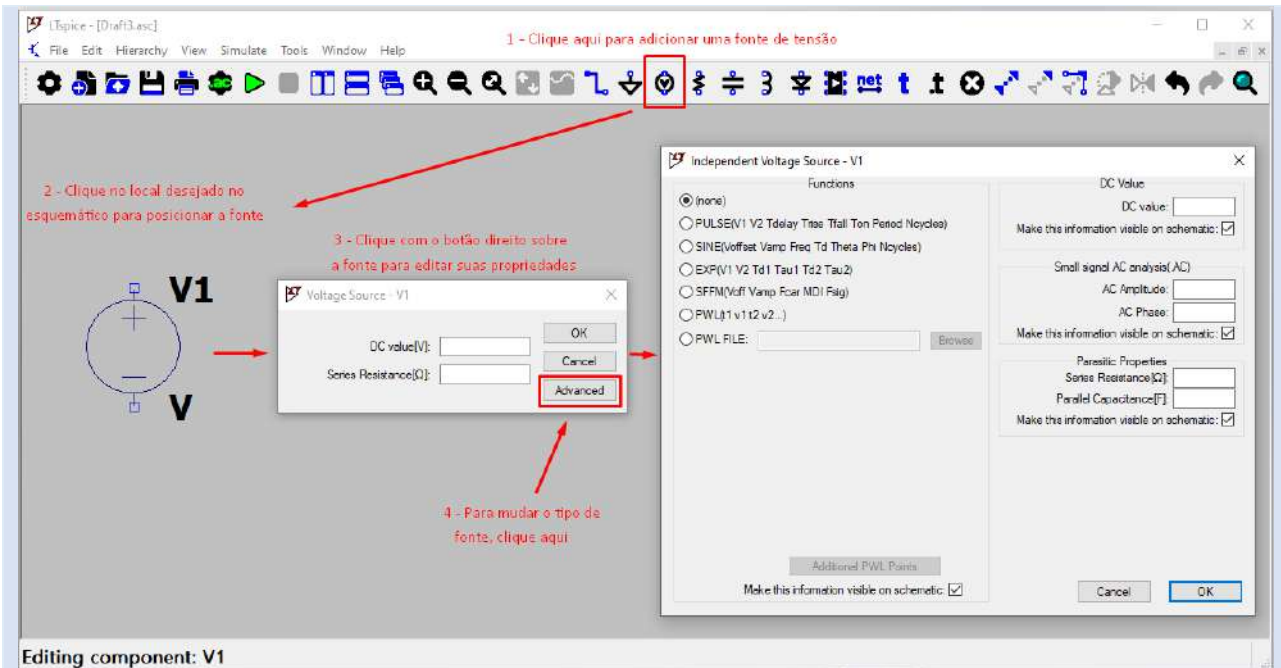 LTspice - [Draft3.asc]
File Edit Hierarchy View Simulate Tools Window Help
1 - Clique aqui para adicionar uma fonte de tensão
net
2 - Clique no local desejado no
esquemático para posicionar a fonte
3 - Clique com o botão direito sobre
a fonte para editar suas propriedades
V1
V
Voltage Source - V1
DC value[V]:
Series Resistance[Ω]:
OK
Cancel
Advanced
4 - Para mudar o tipo de
fonte, clique aqui
Independent Voltage Source - V1
Functions
(none)
PULSE(V1 V2 Tdelay Trise Tfall Ton Period Ncycles)
SINE(Voffset Vamp Freq Td Theta Phi Ncycles)
EXP(V1 V2 Td1 Tau1 Td2 Tau2)
SFFM(Voff Vamp Fcar MDI Fsig)
PWL(t1 v1 t2 v2...)
PWL FILE:
Browse
Additional PWL Points
Make this information visible on schematic:
DC Value
DC value:
Make this information visible on schematic:
Small signal AC analysis(.AC)
AC Amplitude:
AC Phase:
Make this information visible on schematic:
Parasitic Properties
Series Resistance[Ω]:
Parallel Capacitance[F]:
Make this information visible on schematic:
Cancel
OK
Editing component: V1